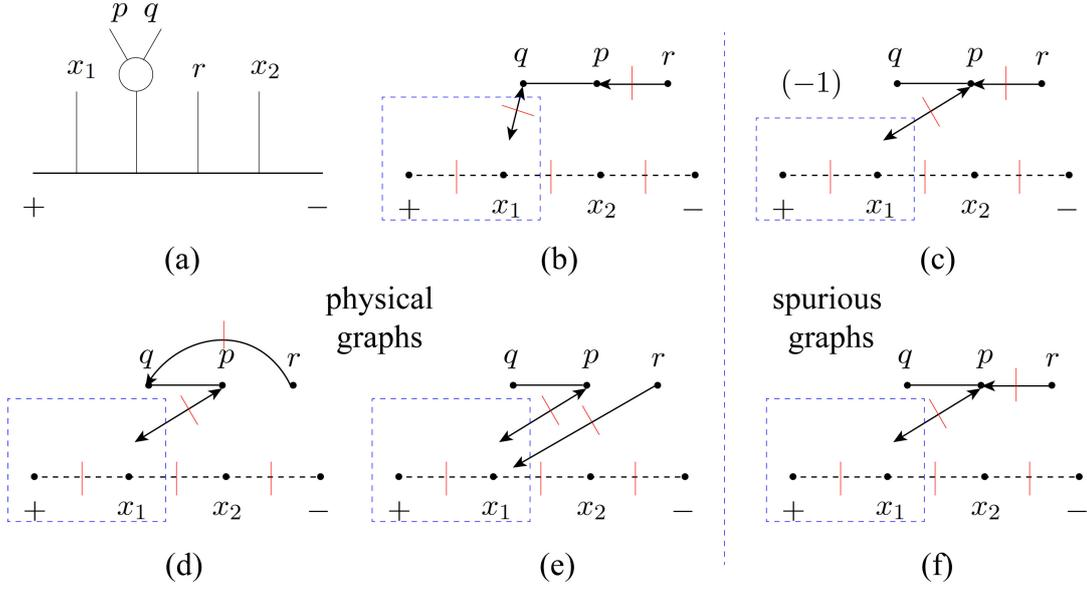 p q
x₁ r x₂
+ −
(a)
q p r
+ x₁ x₂ −
(b)
(−1) q p r
+ x₁ x₂ −
(c)
physical
graphs
spurious
graphs
q p r
+ x₁ x₂ −
(d)
q p r
+ x₁ x₂ −
(e)
q p r
+ x₁ x₂ −
(f)